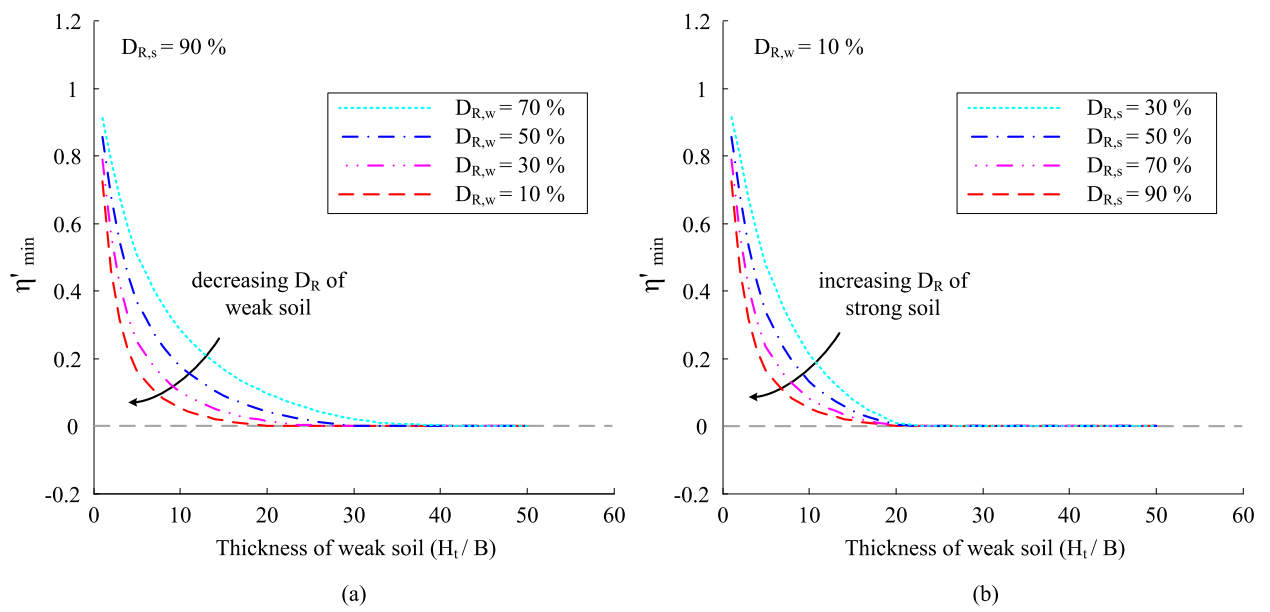 1.2
1
0.8
0.6
0.4
0.2
0
-0.2
η' min
D_R,s = 90 %
D_R,w = 70 %
D_R,w = 50 %
D_R,w = 30 %
D_R,w = 10 %
decreasing D_R of
weak soil
0 10 20 30 40 50 60
Thickness of weak soil (H_t / B)
(a)
1.2
1
0.8
0.6
0.4
0.2
0
-0.2
η' min
D_R,w = 10 %
D_R,s = 30 %
D_R,s = 50 %
D_R,s = 70 %
D_R,s = 90 %
increasing D_R of
strong soil
0 10 20 30 40 50 60
Thickness of weak soil (H_t / B)
(b)